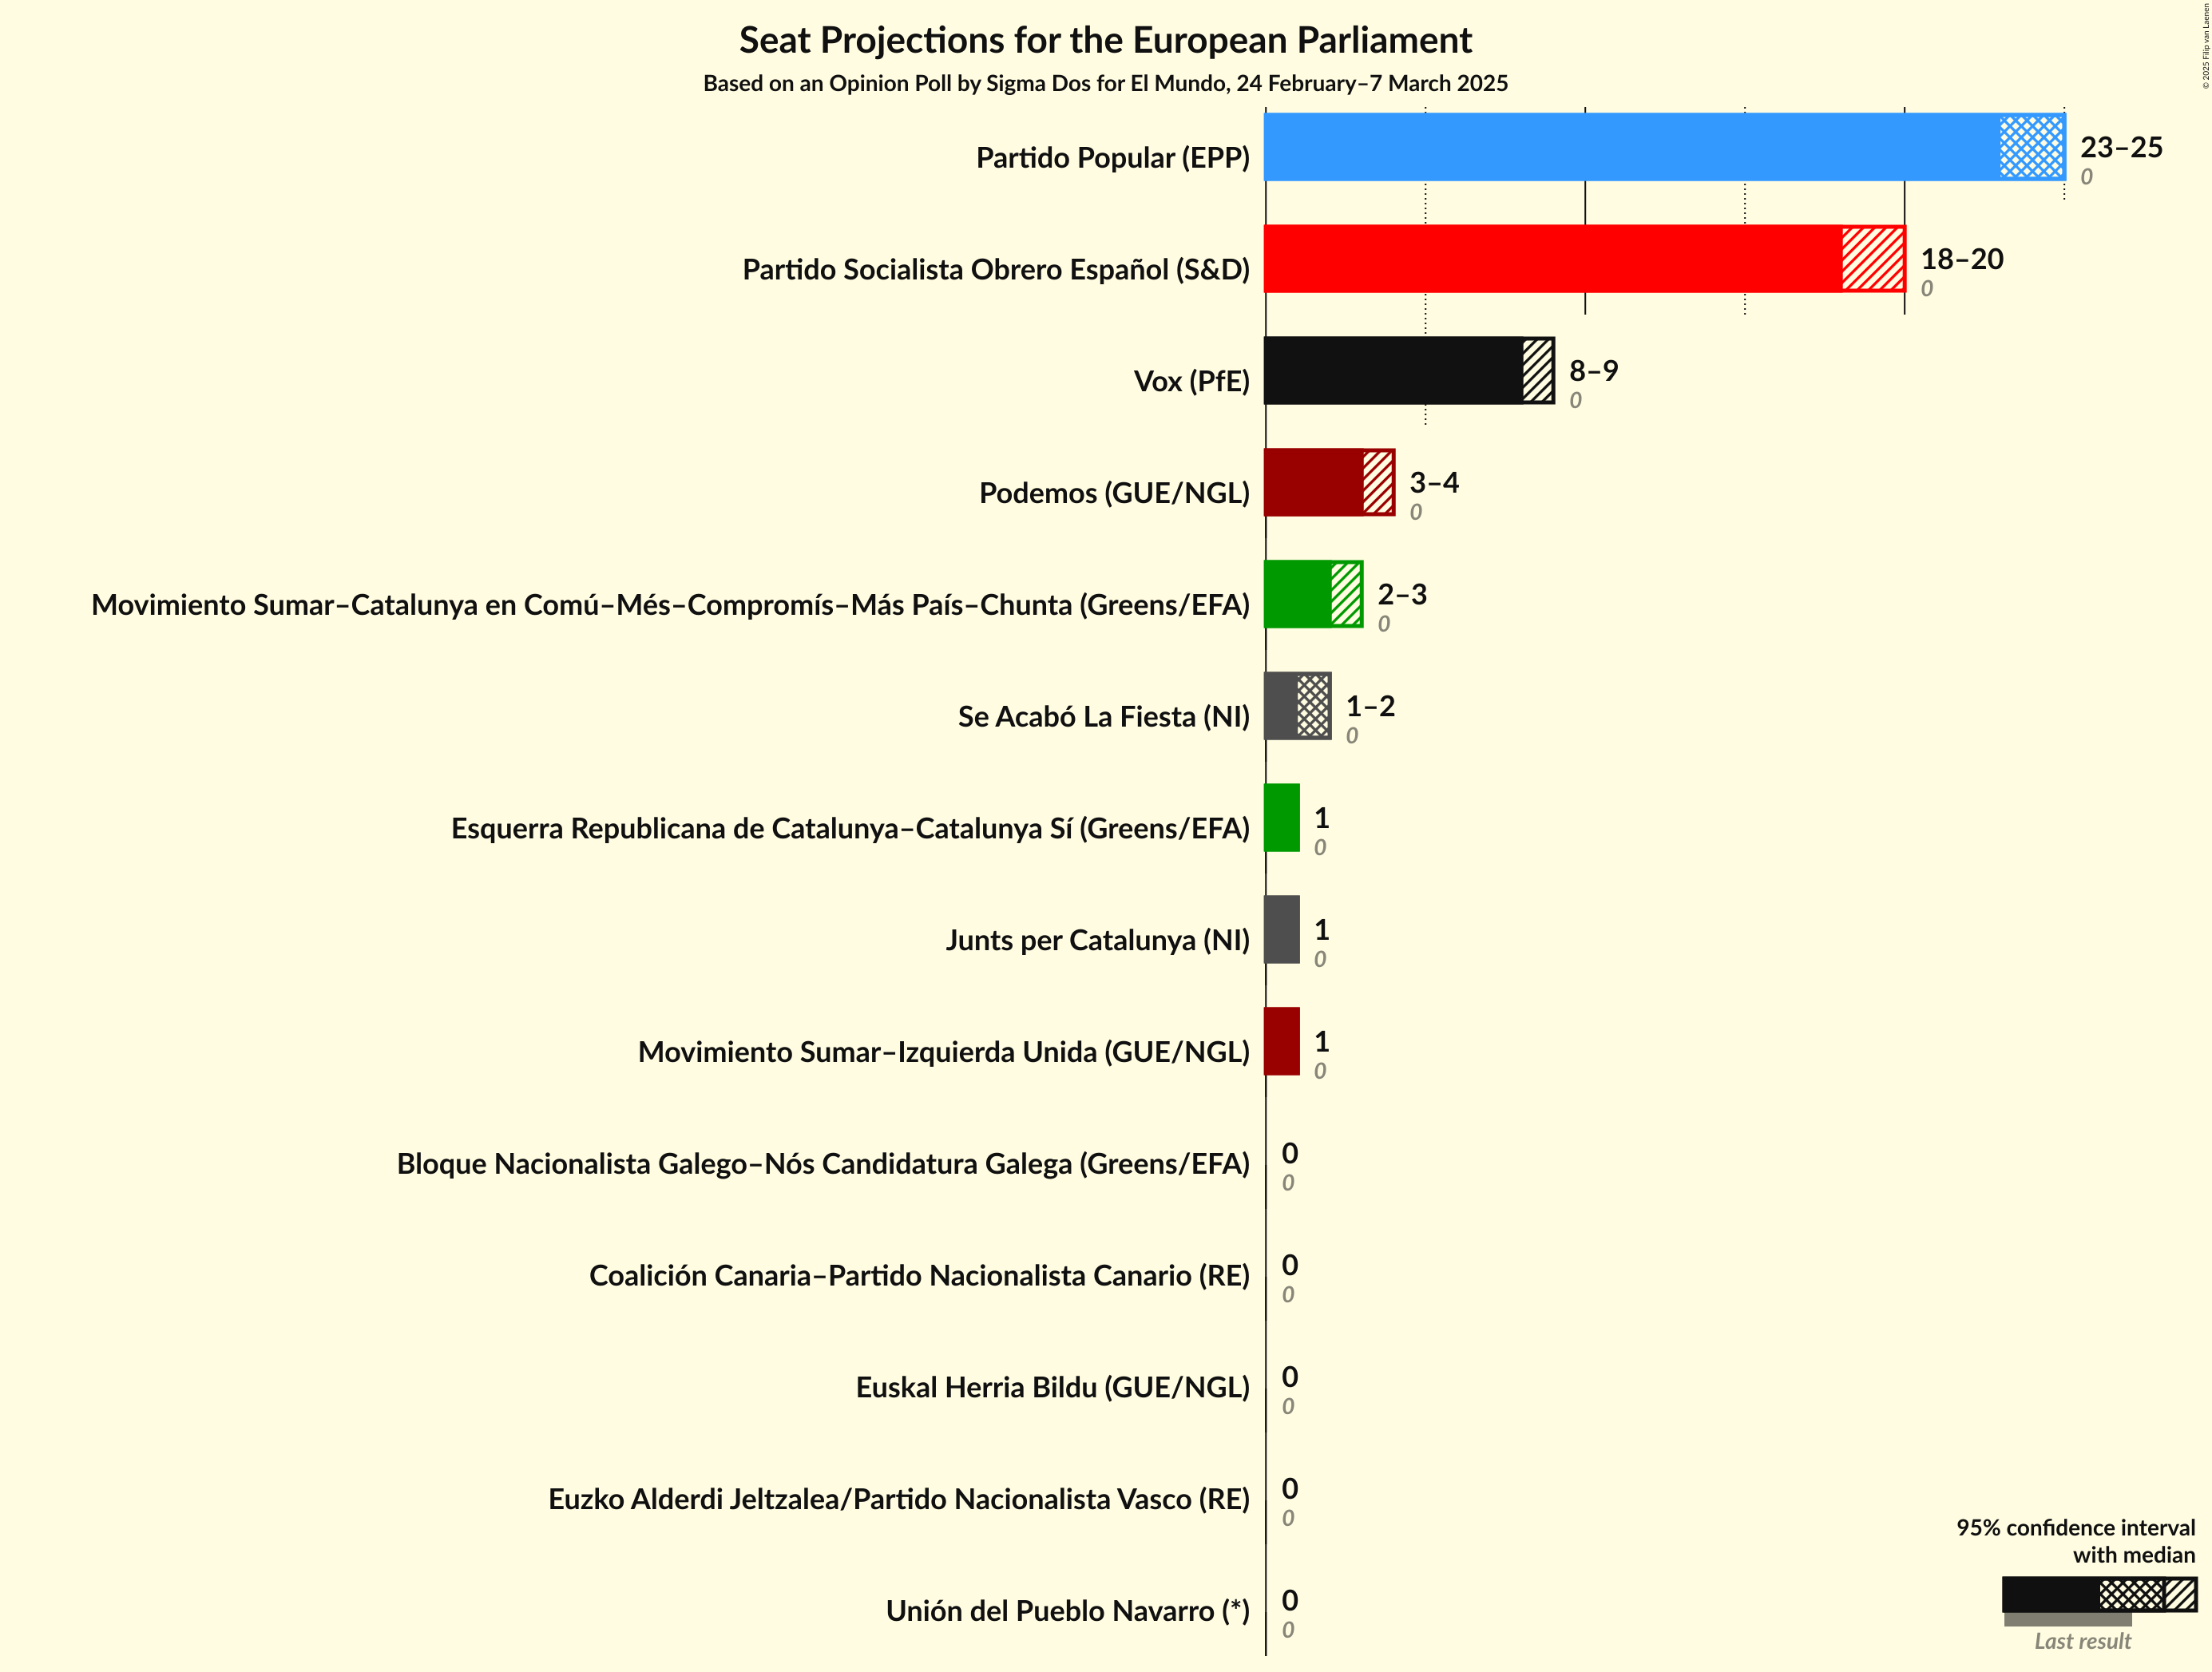 Seat Projections for the European Parliament
Based on an Opinion Poll by Sigma Dos for El Mundo, 24 February–7 March 2025
© 2025 Filip van Laenen
Partido Popular (EPP)
23–25
0
Partido Socialista Obrero Español (S&D)
18–20
0
Vox (PfE)
8–9
0
Podemos (GUE/NGL)
3–4
0
Movimiento Sumar–Catalunya en Comú–Més–Compromís–Más País–Chunta (Greens/EFA)
2–3
0
Se Acabó La Fiesta (NI)
1–2
0
Esquerra Republicana de Catalunya–Catalunya Sí (Greens/EFA)
1
0
Junts per Catalunya (NI)
1
0
Movimiento Sumar–Izquierda Unida (GUE/NGL)
1
0
Bloque Nacionalista Galego–Nós Candidatura Galega (Greens/EFA)
0
0
Coalición Canaria–Partido Nacionalista Canario (RE)
0
0
Euskal Herria Bildu (GUE/NGL)
0
0
Euzko Alderdi Jeltzalea/Partido Nacionalista Vasco (RE)
0
0
Unión del Pueblo Navarro (*)
0
0
95% confidence interval
with median
Last result